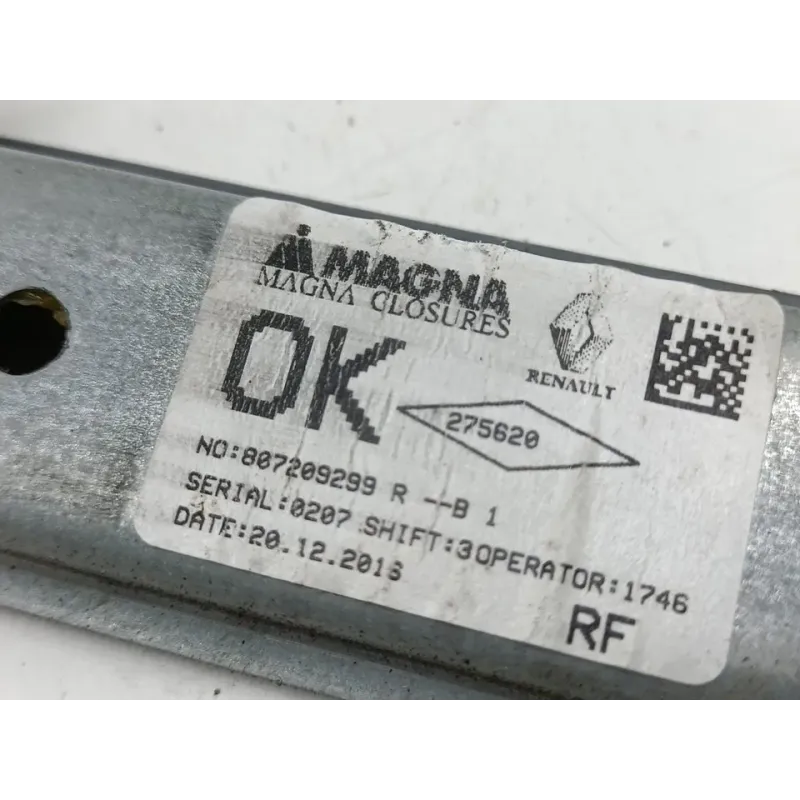 MAGNA
MAGNA CLOSURES
RENAULT
OK
275620
NO:807209299 R --B 1
SERIAL:0207 SHIFT:3OPERATOR:1746
DATE:20.12.2016
RF